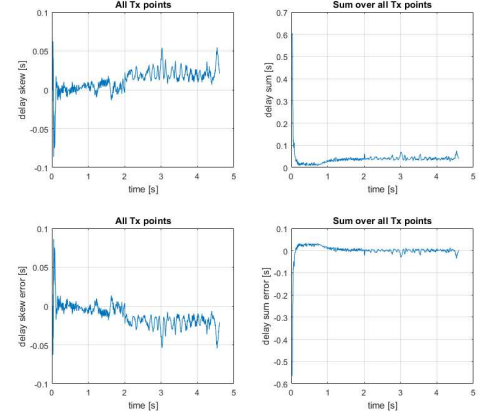 All Tx points
0.1
0.05
0
-0.05
-0.1
delay skew [s]
0 1 2 3 4 5
time [s]
Sum over all Tx points
0.7
0.6
0.5
0.4
0.3
0.2
0.1
0
delay sum [s]
0 1 2 3 4 5
time [s]
All Tx points
0.1
0.05
0
-0.05
-0.1
delay skew error [s]
0 1 2 3 4 5
time [s]
Sum over all Tx points
0.1
0
-0.1
-0.2
-0.3
-0.4
-0.5
-0.6
delay sum error [s]
0 1 2 3 4 5
time [s]